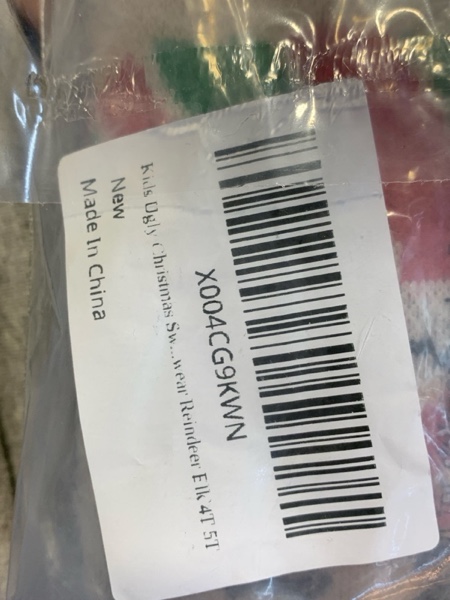 X004CG9KWN
Kids Ugly Christmas Sw...wear Reindeer Elk 4T 5T
New
Made In China